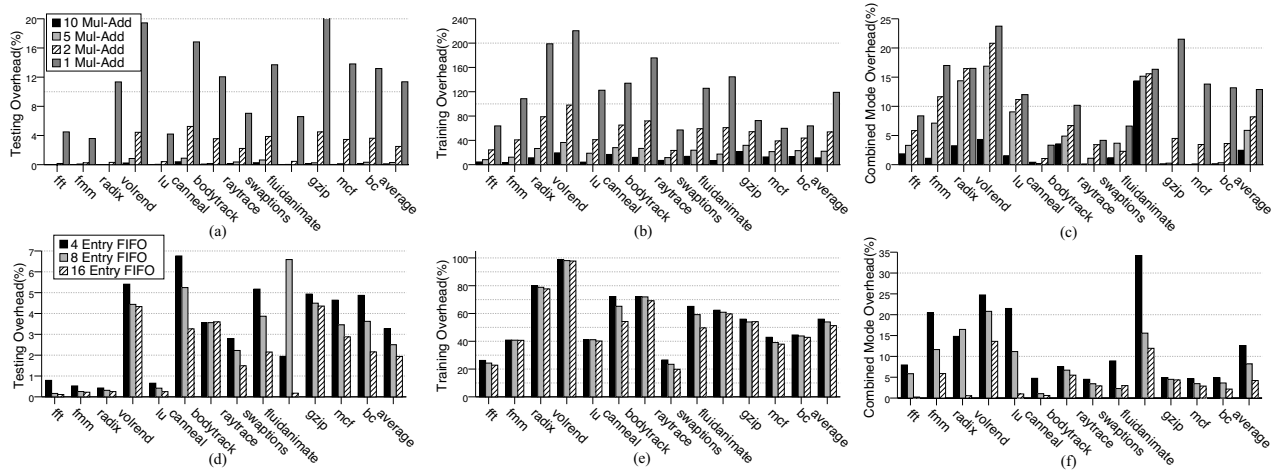 Testing Overhead(%)
20
16
12
8
4
0
10 Mul-Add
5 Mul-Add
2 Mul-Add
1 Mul-Add
fft
fmm
radix
volrend
lu
canneal
bodytrack
raytrace
swaptions
fluidanimate
gzip
mcf
bc
average
(a)
Training Overhead(%)
240
200
160
120
80
40
0
fft
fmm
radix
volrend
lu
canneal
bodytrack
raytrace
swaptions
fluidanimate
gzip
mcf
bc
average
(b)
Combined Mode Overhead(%)
25
20
15
10
5
0
fft
fmm
radix
volrend
lu
canneal
bodytrack
raytrace
swaptions
fluidanimate
gzip
mcf
bc
average
(c)
Testing Overhead(%)
7
6
5
4
3
2
1
0
4 Entry FIFO
8 Entry FIFO
16 Entry FIFO
fft
fmm
radix
volrend
lu
canneal
bodytrack
raytrace
swaptions
fluidanimate
gzip
mcf
bc
average
(d)
Training Overhead(%)
100
80
60
40
20
0
fft
fmm
radix
volrend
lu
canneal
bodytrack
raytrace
swaptions
fluidanimate
gzip
mcf
bc
average
(e)
Combined Mode Overhead(%)
35
30
25
20
15
10
5
0
fft
fmm
radix
volrend
lu
canneal
bodytrack
raytrace
swaptions
fluidanimate
gzip
mcf
bc
average
(f)